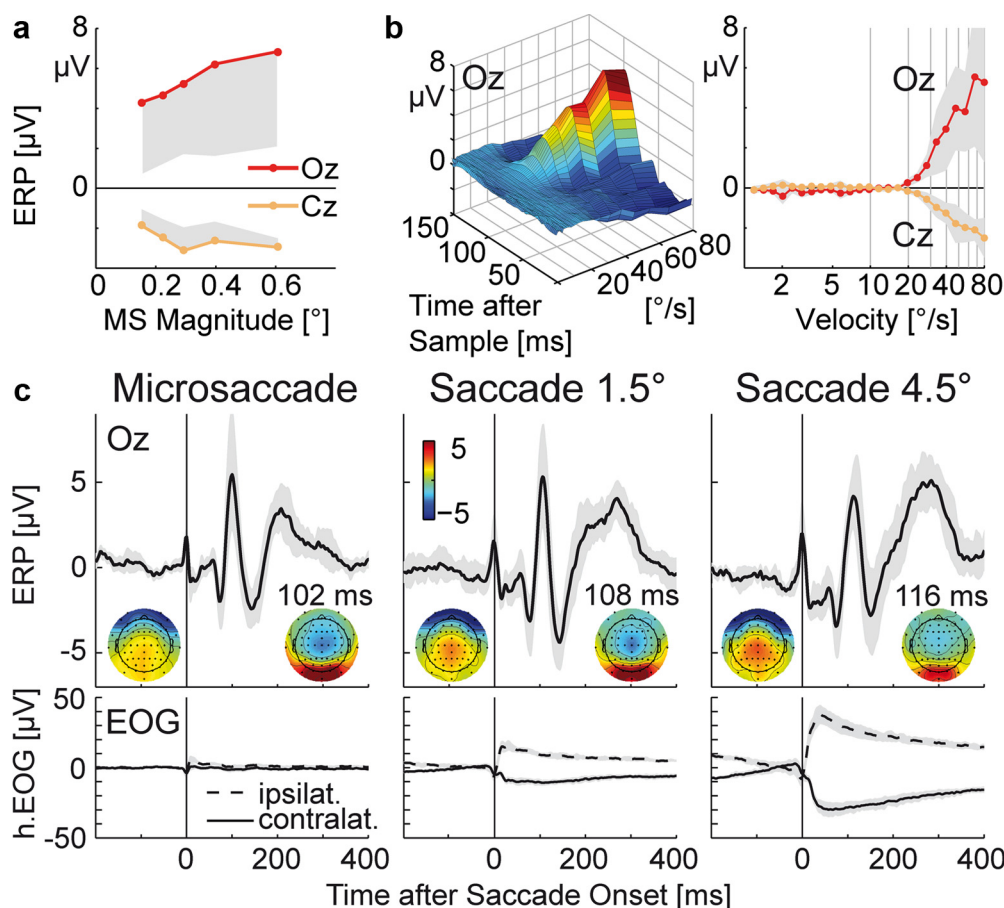 a
8
µV
ERP [µV]
0
Oz
Cz
0 0.2 0.4 0.6
MS Magnitude [°]
b
8
µV
Oz
0
150
100
50
20
40
60
80
Time after
Sample [ms]
[°/s]
8
µV
Oz
0
Cz
2 5 10 20 40 80
Velocity [°/s]
c
Microsaccade Saccade 1.5° Saccade 4.5°
Oz
5
−5
ERP [µV]
5
0
-5
102 ms 108 ms 116 ms
h.EOG [µV]
50
0
-50
EOG
ipsilat.
contralat.
0 200 400 0 200 400 0 200 400
Time after Saccade Onset [ms]